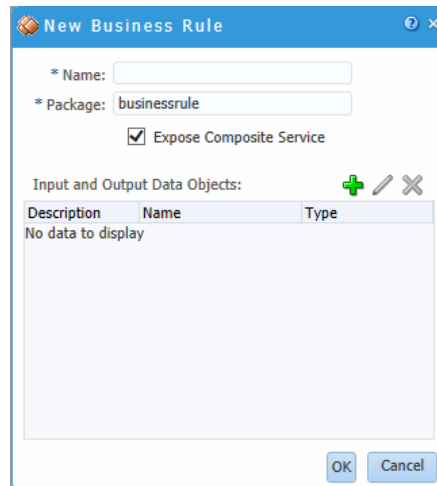 New Business Rule
* Name:
* Package: businessrule
Expose Composite Service
Input and Output Data Objects:
Description Name Type
No data to display
OK Cancel